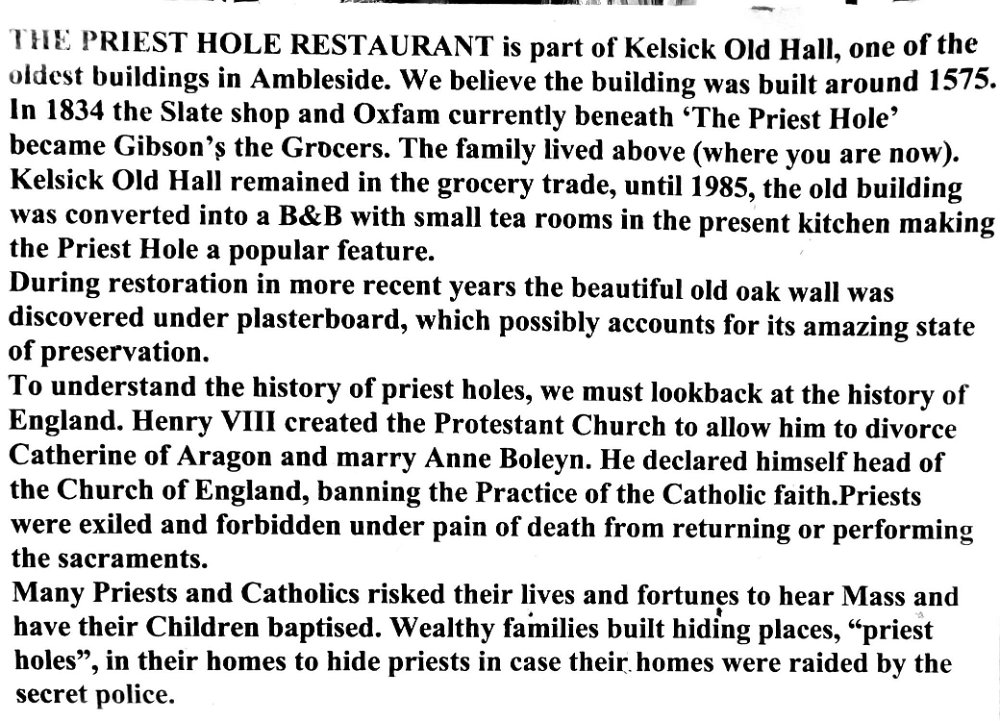 THE PRIEST HOLE RESTAURANT is part of Kelsick Old Hall, one of the
oldest buildings in Ambleside. We believe the building was built around 1575.
In 1834 the Slate shop and Oxfam currently beneath ‘The Priest Hole’
became Gibson’s the Grocers. The family lived above (where you are now).
Kelsick Old Hall remained in the grocery trade, until 1985, the old building
was converted into a B&B with small tea rooms in the present kitchen making
the Priest Hole a popular feature.
During restoration in more recent years the beautiful old oak wall was
discovered under plasterboard, which possibly accounts for its amazing state
of preservation.
To understand the history of priest holes, we must lookback at the history of
England. Henry VIII created the Protestant Church to allow him to divorce
Catherine of Aragon and marry Anne Boleyn. He declared himself head of
the Church of England, banning the Practice of the Catholic faith.Priests
were exiled and forbidden under pain of death from returning or performing
the sacraments.
Many Priests and Catholics risked their lives and fortunes to hear Mass and
have their Children baptised. Wealthy families built hiding places, “priest
holes”, in their homes to hide priests in case their homes were raided by the
secret police.